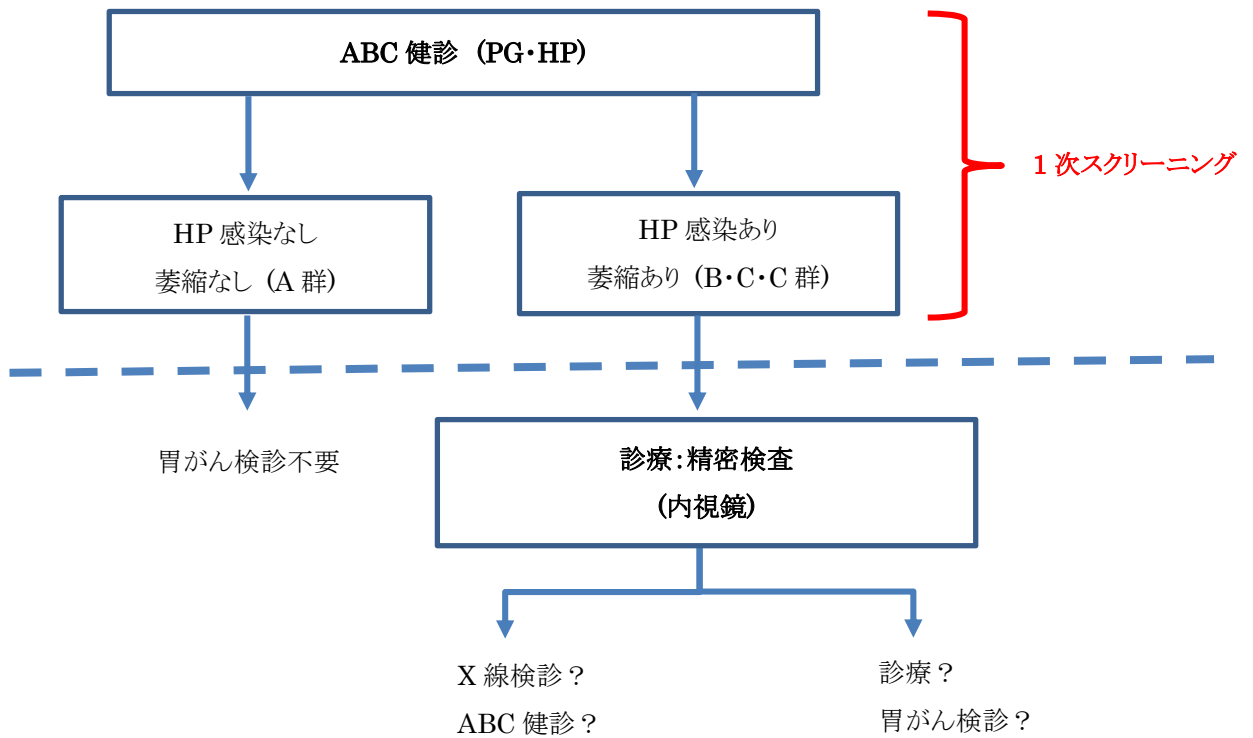 ABC 健診 (PG・HP)
1 次スクリーニング
HP 感染なし
萎縮なし (A 群)
HP 感染あり
萎縮あり (B・C・C 群)
胃がん検診不要
診療:精密検査
(内視鏡)
X 線検診?
ABC 健診?
診療?
胃がん検診?